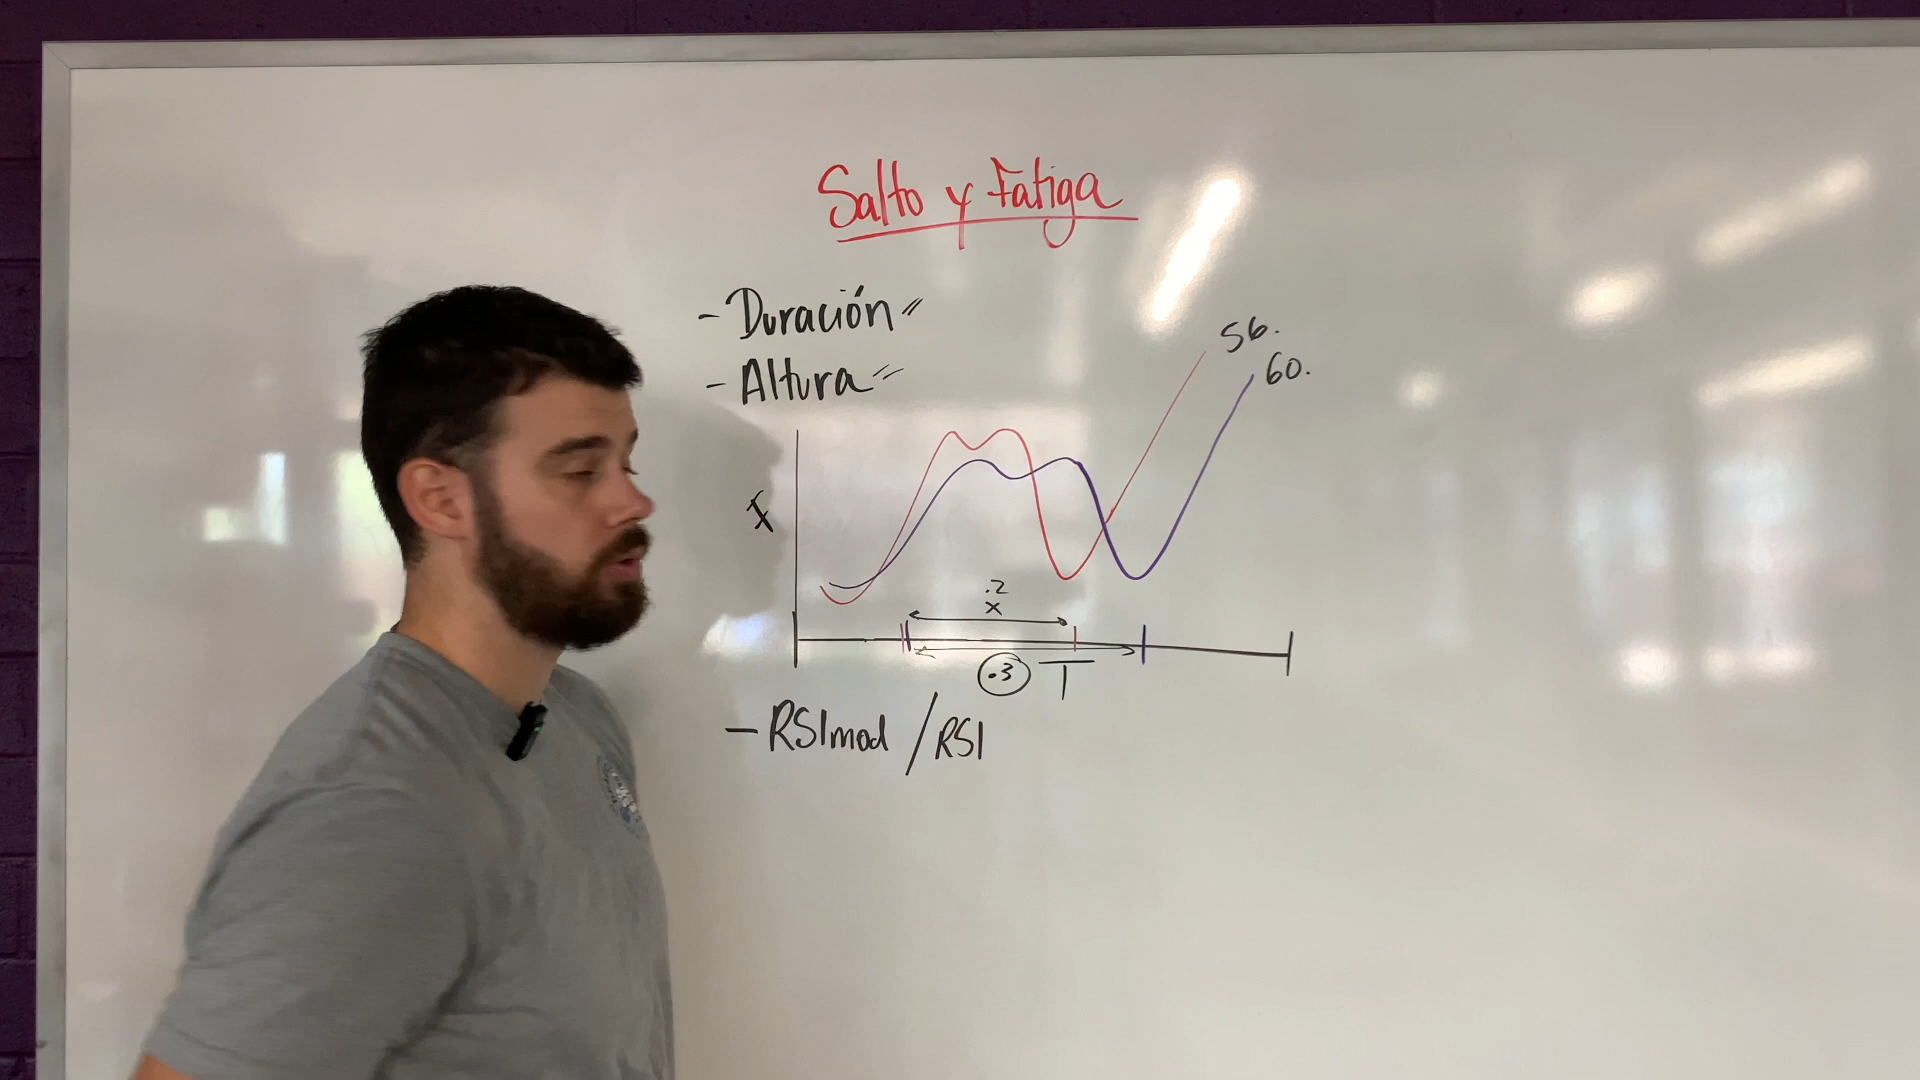 Salto y Fatiga
- Duración
- Altura
56.
60.
F
.2
x
.3 T
- RSImod / RSI